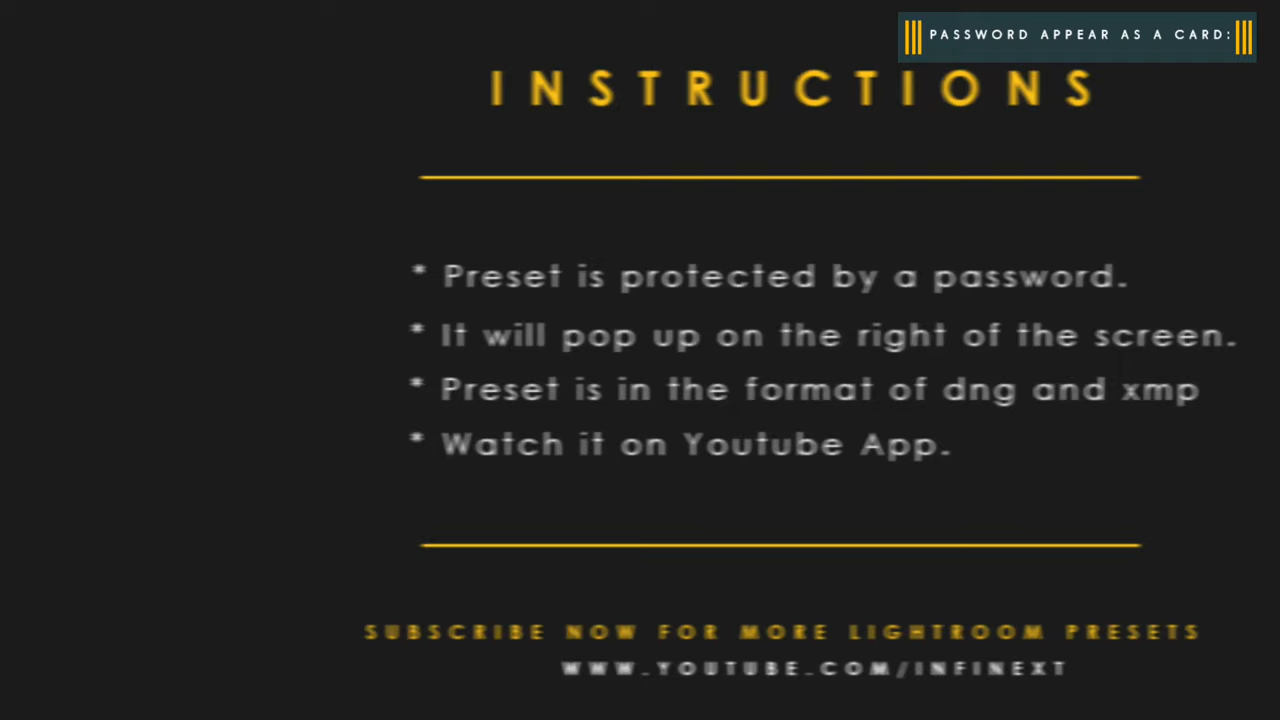 PASSWORD APPEAR AS A CARD:
INSTRUCTIONS
* Preset is protected by a password.
* It will pop up on the right of the screen.
* Preset is in the format of dng and xmp
* Watch it on Youtube App.
SUBSCRIBE NOW FOR MORE LIGHTROOM PRESETS
WWW.YOUTUBE.COM/INFINEXT